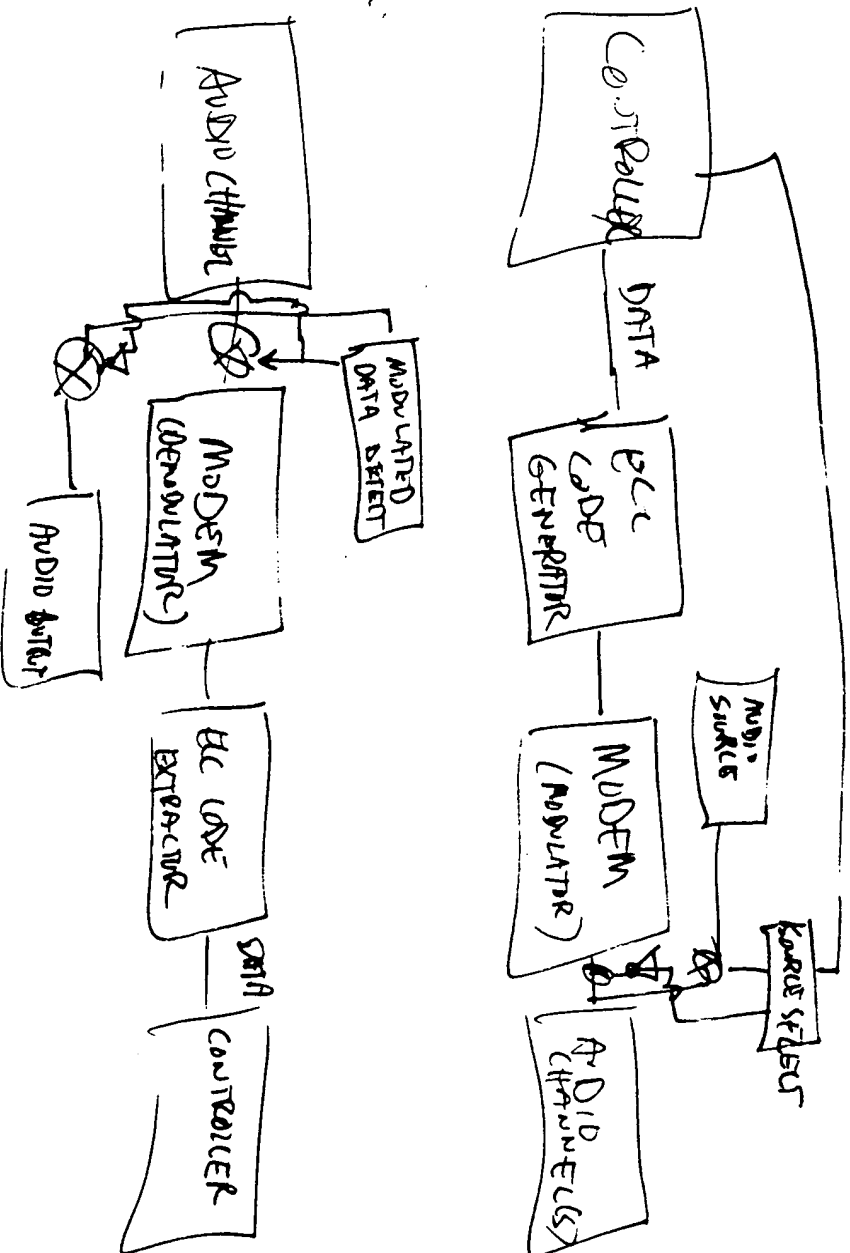 CONTROLLER
DATA
ECC
CODE
GENERATOR
AUDIO
SOURCE
MODEM
(MODULATOR)
SOURCE SELECT
AUDIO
CHANNEL(S)
AUDIO CHANNEL
MODULATED
DATA DETECT
MODEM
(DEMODULATOR)
AUDIO OUTPUT
ECC CODE
EXTRACTOR
DATA
CONTROLLER